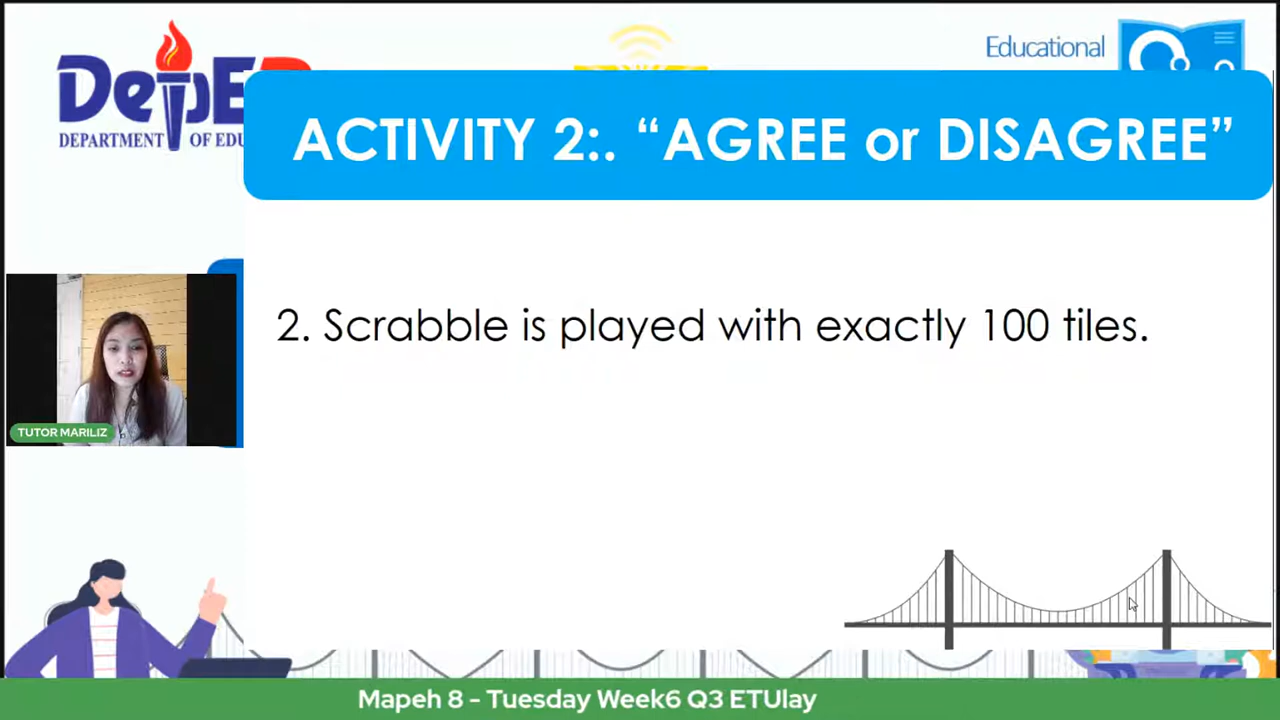 DepED
DEPARTMENT OF EDU
Educational
ACTIVITY 2:. “AGREE or DISAGREE”
2. Scrabble is played with exactly 100 tiles.
TUTOR MARILIZ
Mapeh 8 - Tuesday Week6 Q3 ETUlay